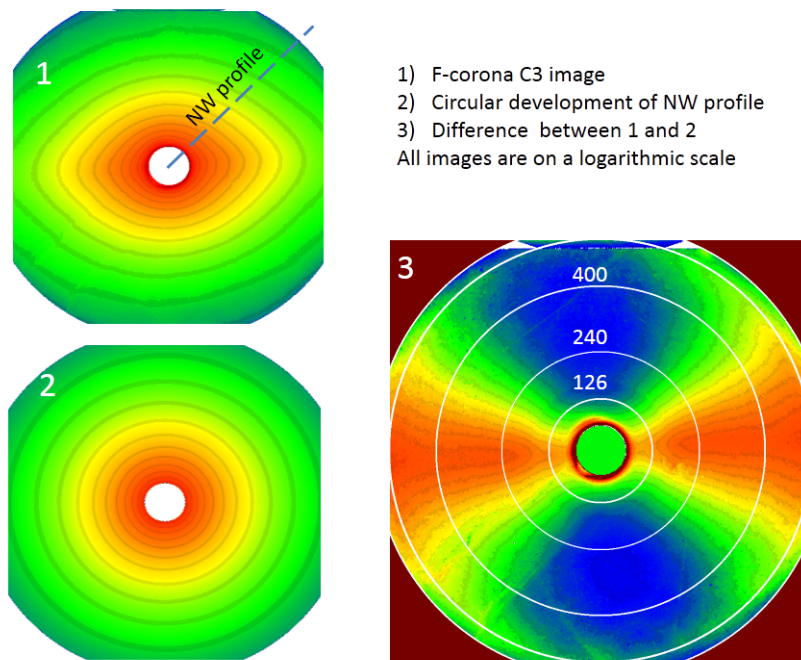 1
NW profile
1) F-corona C3 image
2) Circular development of NW profile
3) Difference between 1 and 2
All images are on a logarithmic scale
2
3
400
240
126